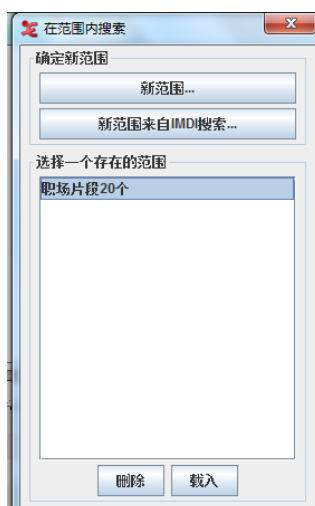 在范围内搜索
确定新范围
新范围...
新范围来自IMDI搜索...
选择一个存在的范围
职场片段20个
删除
载入